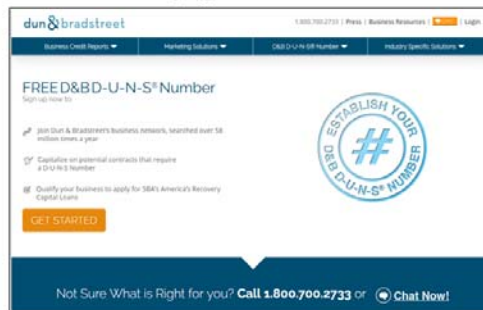 dun & bradstreet
1.800.700.2733 | Press | Business Resources | | Login
Business Credit Reports
Marketing Solutions
D&B D-U-N-S® Number
Industry Specific Solutions
FREE D&B D-U-N-S® Number
Sign up now to:
Join Dun & Bradstreet's business network, searched over 58
million times a year
Capitalize on potential contracts that require
a D-U-N-S Number
Qualify your business to apply for SBA's America's Recovery
Capital Loans
GET STARTED
ESTABLISH YOUR
#
D&B D-U-N-S® NUMBER
Not Sure What is Right for you? Call 1.800.700.2733 or Chat Now!